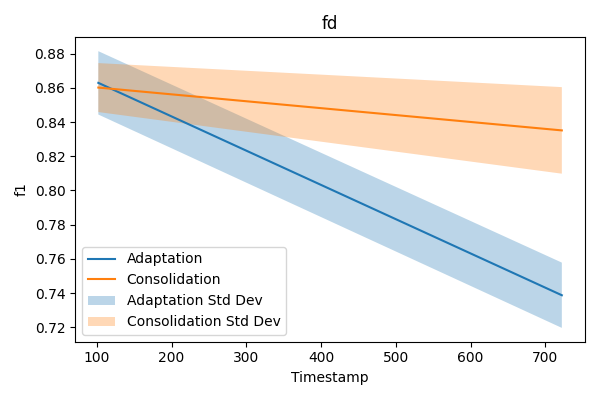 fd
0.88
0.86
0.84
0.82
0.80
0.78
0.76
0.74
0.72
f1
Adaptation
Consolidation
Adaptation Std Dev
Consolidation Std Dev
100 200 300 400 500 600 700
Timestamp